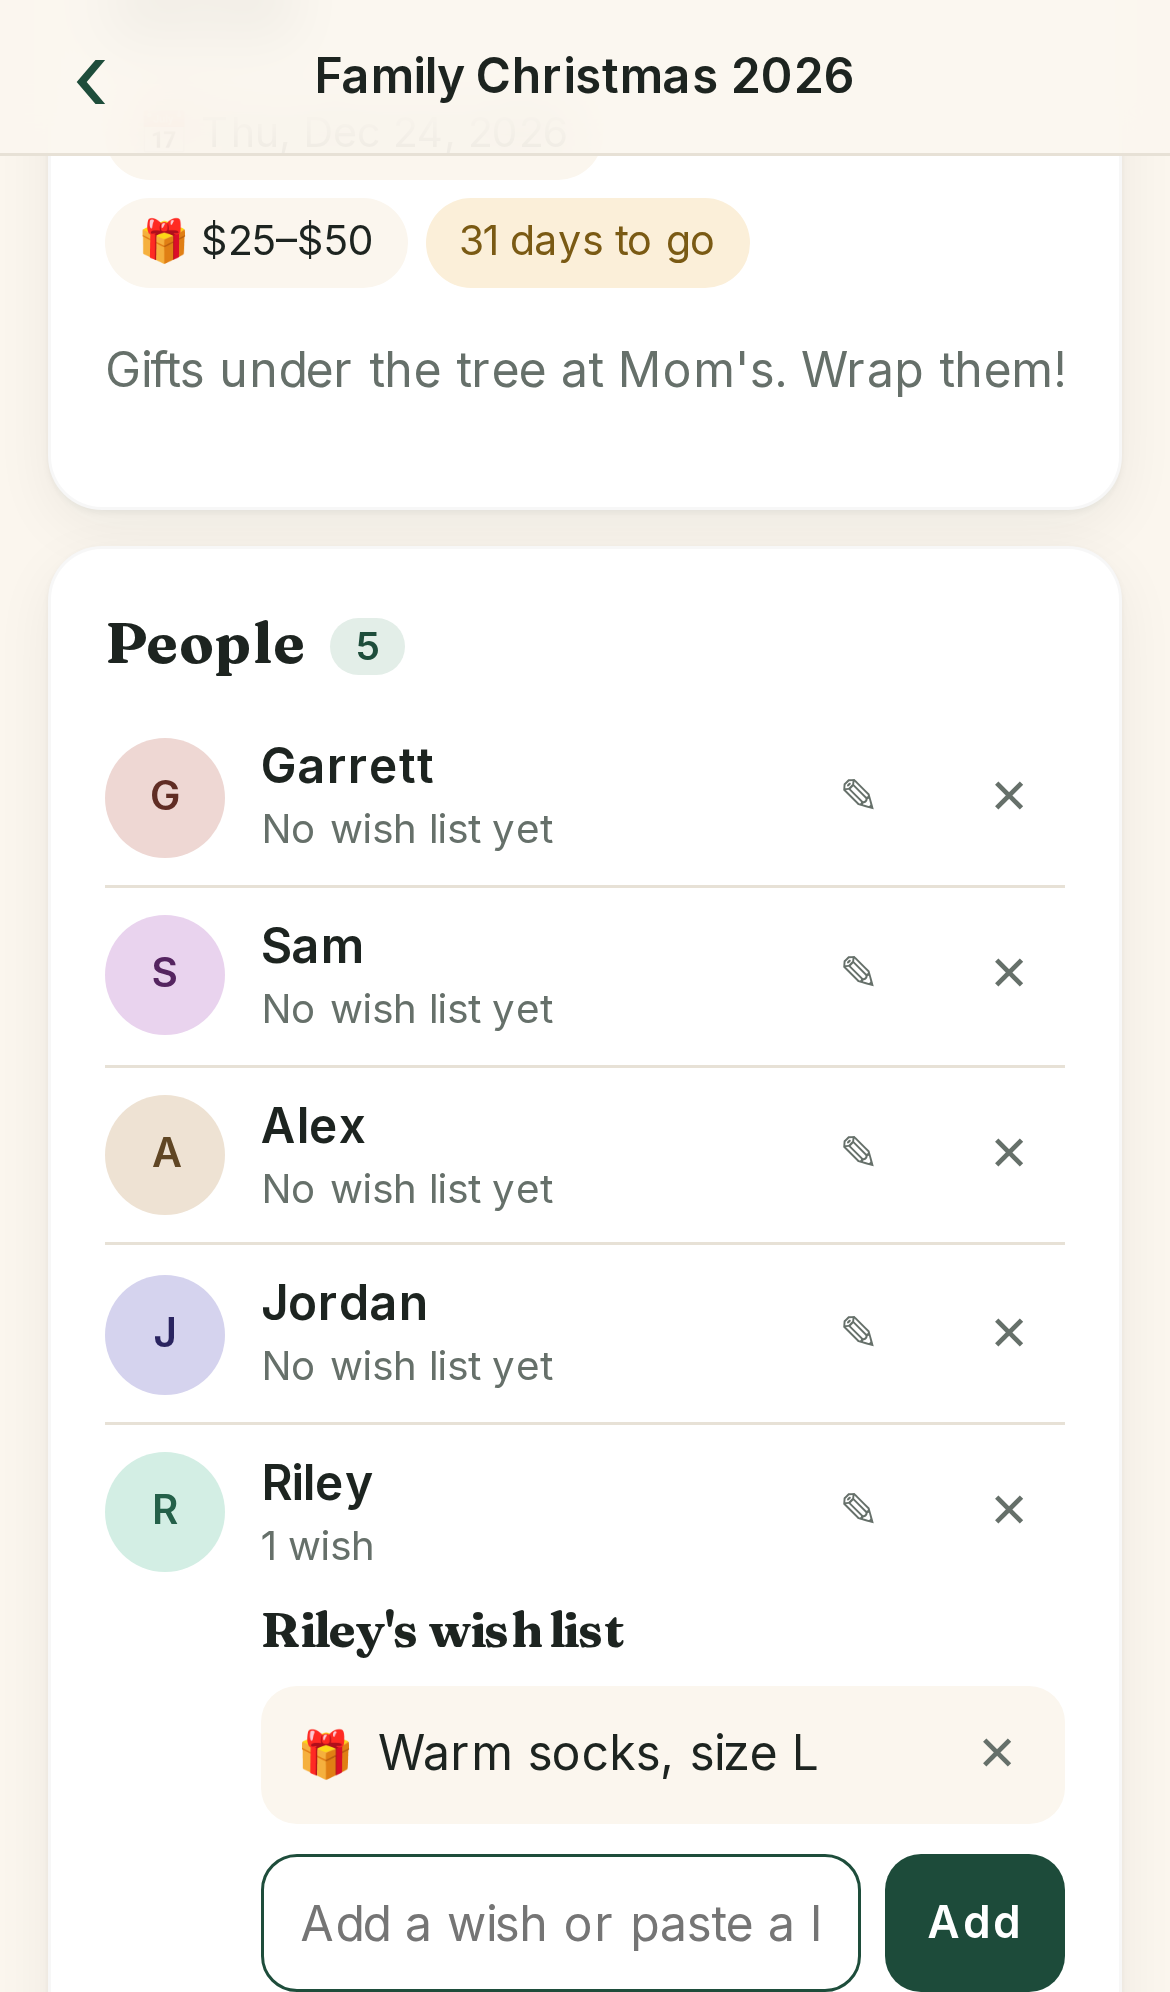 Family Christmas 2026
17 Thu, Dec 24, 2026
$25–$50
31 days to go
Gifts under the tree at Mom's. Wrap them!
People 5
G
Garrett
No wish list yet
S
Sam
No wish list yet
A
Alex
No wish list yet
J
Jordan
No wish list yet
R
Riley
1 wish
Riley's wish list
Warm socks, size L
Add a wish or paste a l
Add